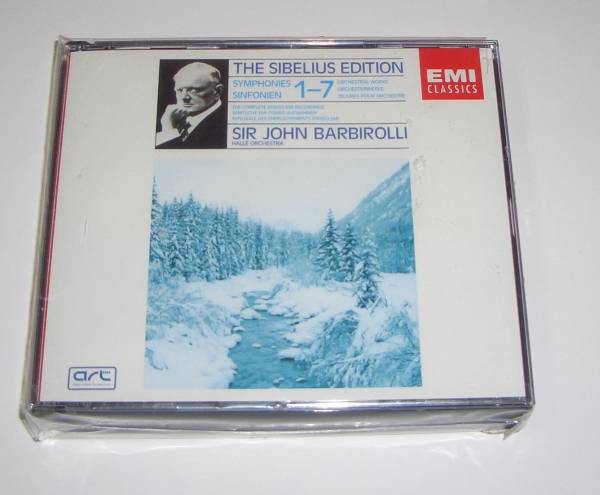 THE SIBELIUS EDITION
SYMPHONIES
SINFONIEN
1–7
ORCHESTRAL WORKS
ORCHESTERWERKE
ŒUVRES POUR ORCHESTRE
SIR JOHN BARBIROLLI
HALLÉ ORCHESTRA
EMI
CLASSICS
art